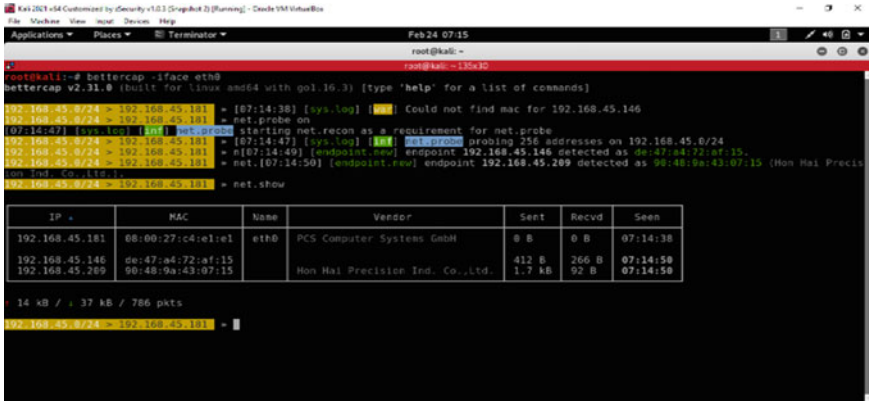 Kali 2021 x64 Customized by zSecurity v1.0.3 (Snapshot 2) [Running] - Oracle VM VirtualBox
File Machine View Input Devices Help
Applications Places Terminator Feb 24 07:15 1
root@kali: ~
root@kali: ~ 135x30
root@kali:~# bettercap -iface eth0
bettercap v2.31.0 (built for linux amd64 with go1.16.3) [type 'help' for a list of commands]
192.168.45.0/24 > 192.168.45.181 » [07:14:38] [sys.log] [war] Could not find mac for 192.168.45.146
192.168.45.0/24 > 192.168.45.181 » net.probe on
[07:14:47] [sys.log] [inf] net.probe starting net.recon as a requirement for net.probe
192.168.45.0/24 > 192.168.45.181 » [07:14:47] [sys.log] [inf] net.probe probing 256 addresses on 192.168.45.0/24
192.168.45.0/24 > 192.168.45.181 » n[07:14:49] [endpoint.new] endpoint 192.168.45.146 detected as de:47:a4:72:af:15.
192.168.45.0/24 > 192.168.45.181 » net.[07:14:50] [endpoint.new] endpoint 192.168.45.209 detected as 90:48:9a:43:07:15 (Hon Hai Precis
ion Ind. Co.,Ltd.).
192.168.45.0/24 > 192.168.45.181 » net.show
IP MAC Name Vendor Sent Recvd Seen
192.168.45.181 08:00:27:c4:e1:e1 eth0 PCS Computer Systems GmbH 0 B 0 B 07:14:38
192.168.45.146 de:47:a4:72:af:15 412 B 266 B 07:14:50
192.168.45.209 90:48:9a:43:07:15 Hon Hai Precision Ind. Co.,Ltd. 1.7 kB 92 B 07:14:50
↑ 14 kB / ↓ 37 kB / 786 pkts
192.168.45.0/24 > 192.168.45.181 »